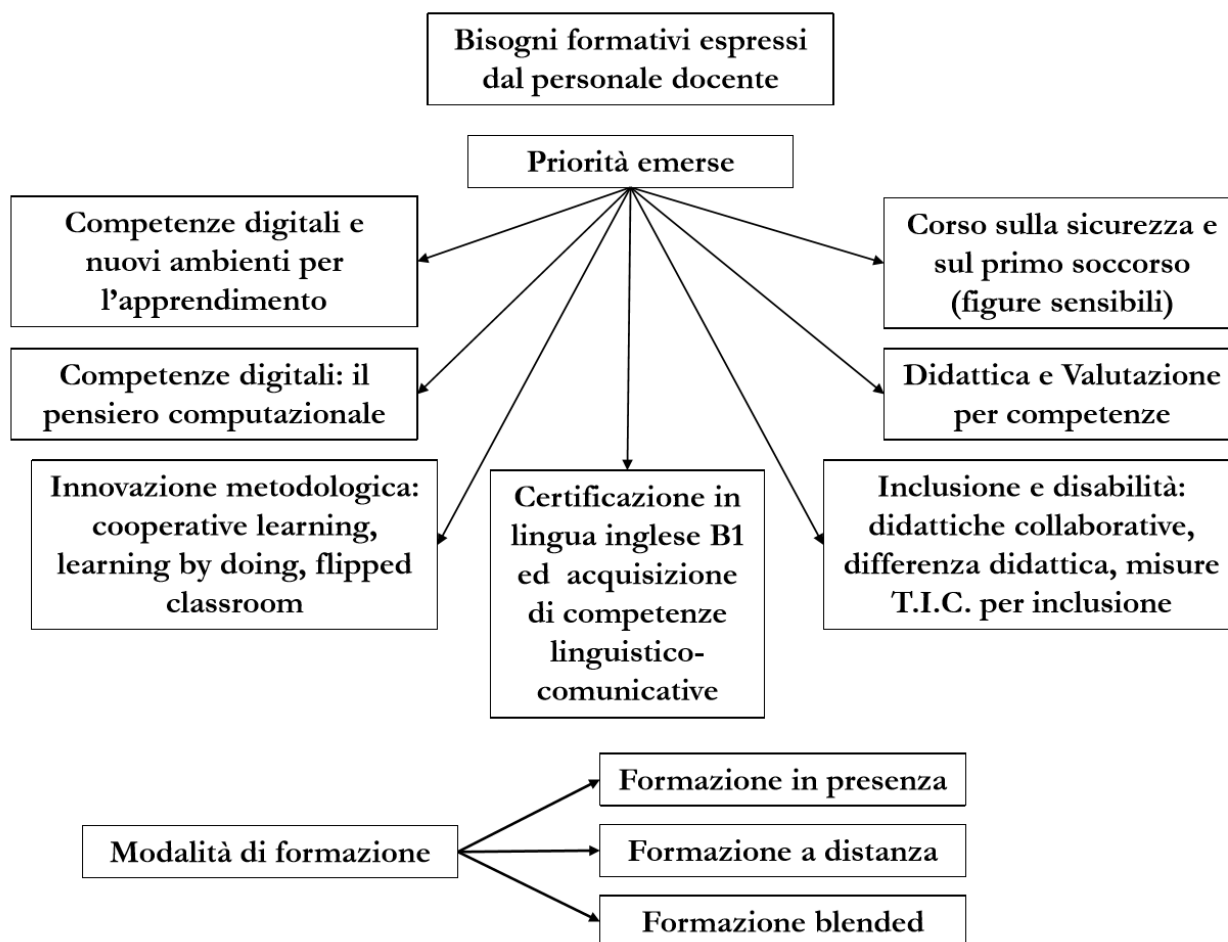 Bisogni formativi espressi
dal personale docente
Priorità emerse
Competenze digitali e
nuovi ambienti per
l’apprendimento
Corso sulla sicurezza e
sul primo soccorso
(figure sensibili)
Competenze digitali: il
pensiero computazionale
Didattica e Valutazione
per competenze
Innovazione metodologica:
cooperative learning,
learning by doing, flipped
classroom
Certificazione in
lingua inglese B1
ed acquisizione
di competenze
linguistico-
comunicative
Inclusione e disabilità:
didattiche collaborative,
differenza didattica, misure
T.I.C. per inclusione
Modalità di formazione
Formazione in presenza
Formazione a distanza
Formazione blended